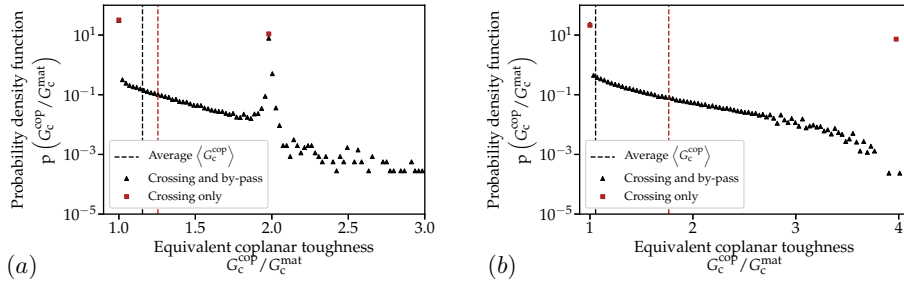 Probability density function
p (G_c^cop/G_c^mat)
10^1
10^−1
10^−3
10^−5
Average ⟨G_c^cop⟩
Crossing and by-pass
Crossing only
1.0 1.5 2.0 2.5 3.0
Equivalent coplanar toughness
G_c^cop/G_c^mat
(a)
Probability density function
p (G_c^cop/G_c^mat)
10^1
10^−1
10^−3
10^−5
Average ⟨G_c^cop⟩
Crossing and by-pass
Crossing only
1 2 3 4
Equivalent coplanar toughness
G_c^cop/G_c^mat
(b)